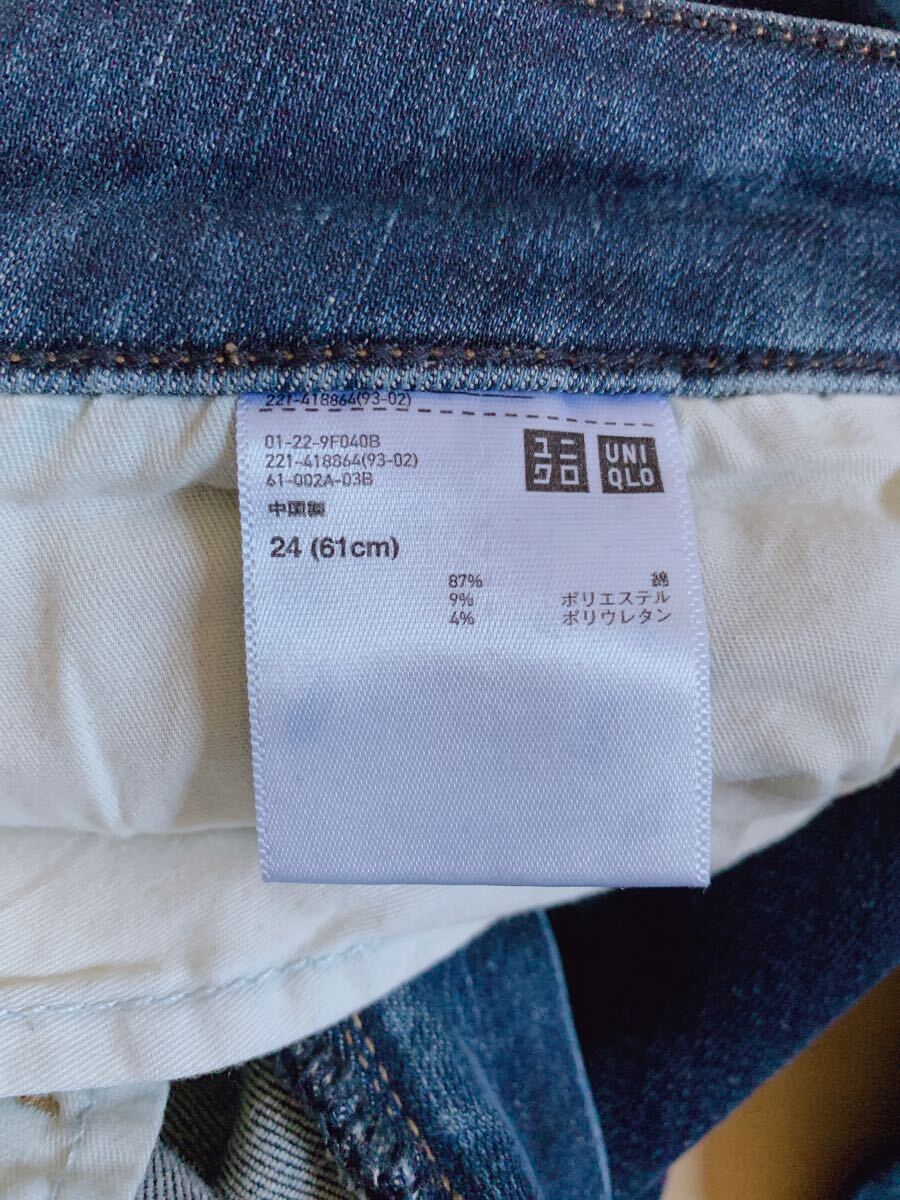 221-418864(93-02)
01-22-9F040B
221-418864(93-02)
61-002A-03B
ユニ
クロ
UNI
QLO
中国製
24 (61cm)
87% 綿
9% ポリエステル
4% ポリウレタン